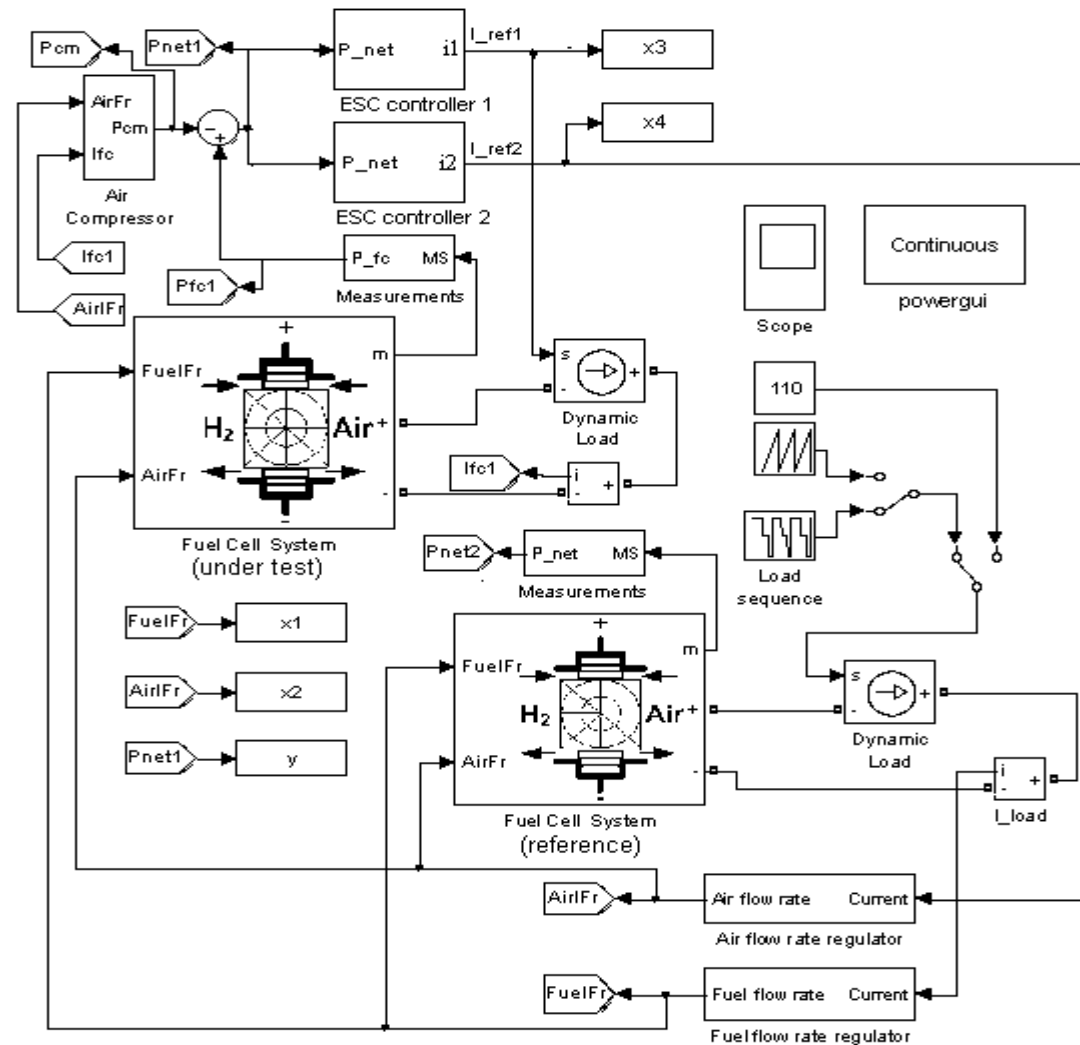 Pcm
Pnet1
P_net i1
I_ref1
x3
ESC controller 1
AirFr
Pcm
Ifc
Air
Compressor
-
+
P_net i2
I_ref2
x4
ESC controller 2
Ifc1
AirIFr
Pfc1
P_fc MS
Measurements
Scope
Continuous
powergui
+
m
FuelFr
H2 Air
+
AirFr
-
-
Fuel Cell System
(under test)
s
-
+
Dynamic
Load
Ifc1
i
-
+
110
Load
sequence
Pnet2
P_net MS
Measurements
FuelFr
x1
AirIFr
x2
Pnet1
y
+
m
FuelFr
H2 Air
+
AirFr
-
-
Fuel Cell System
(reference)
s
-
+
Dynamic
Load
i
-
+
I_load
AirIFr
Air flow rate Current
Air flow rate regulator
FuelFr
Fuel flow rate Current
Fuel flow rate regulator